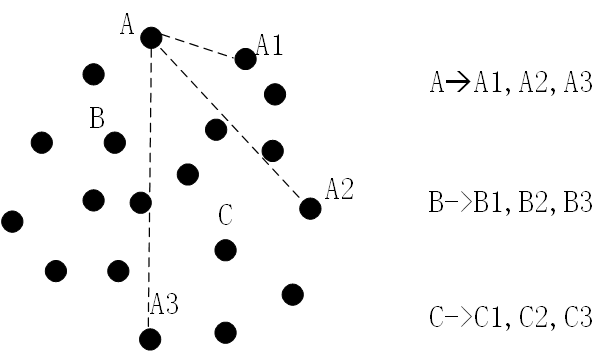 A
A1
A→A1, A2, A3
B
A2
B->B1, B2, B3
C
A3
C->C1, C2, C3